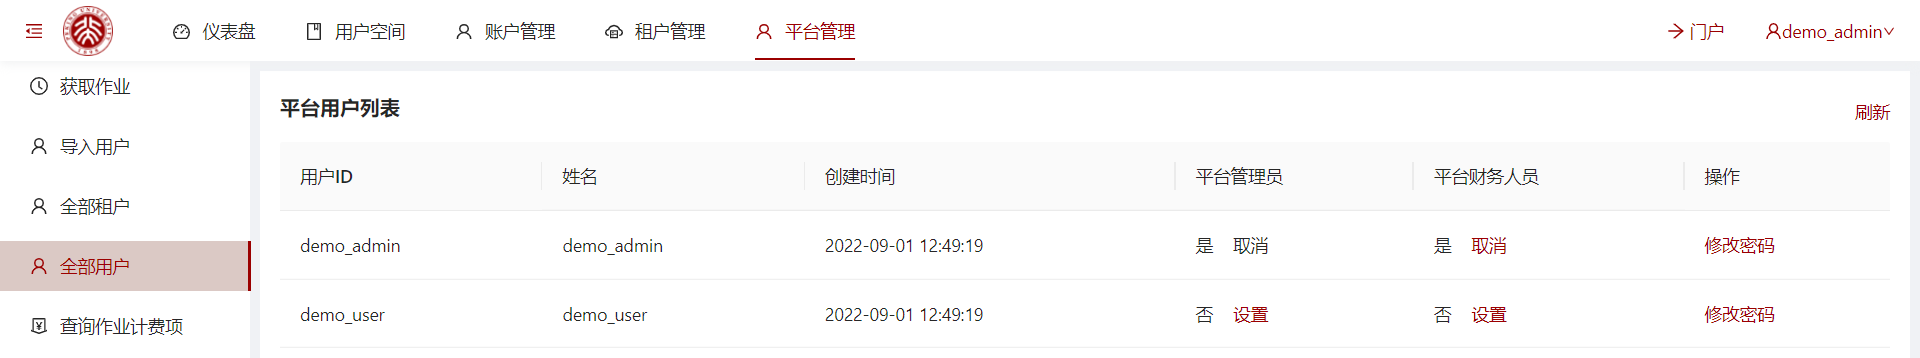 仪表盘 用户空间 账户管理 租户管理 平台管理 门户 demo_admin
获取作业
导入用户
全部租户
全部用户
查询作业计费项
平台用户列表
刷新
用户ID 姓名 创建时间 平台管理员 平台财务人员 操作
demo_admin demo_admin 2022-09-01 12:49:19 是 取消 是 取消 修改密码
demo_user demo_user 2022-09-01 12:49:19 否 设置 否 设置 修改密码